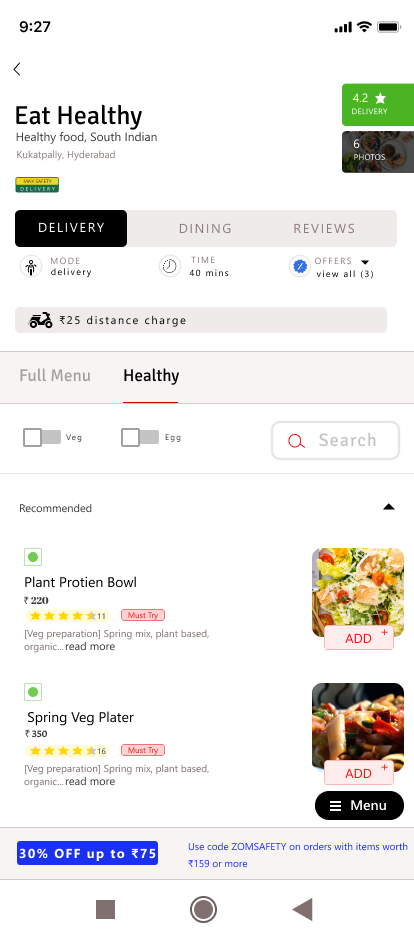 9:27
Eat Healthy
Healthy food, South Indian
Kukatpally, Hyderabad
4.2
DELIVERY
6
PHOTOS
MAX SAFETY
DELIVERY
DELIVERY DINING REVIEWS
MODE
delivery
TIME
40 mins
OFFERS
view all (3)
₹25 distance charge
Full Menu Healthy
Veg Egg Search
Recommended
Plant Protien Bowl
₹ 220
11 Must Try
[Veg preparation] Spring mix, plant based,
organic... read more
ADD +
Spring Veg Plater
₹ 350
16 Must Try
[Veg preparation] Spring mix, plant based,
organic... read more
ADD +
Menu
30% OFF up to ₹75
Use code ZOMSAFETY on orders with items worth
₹159 or more